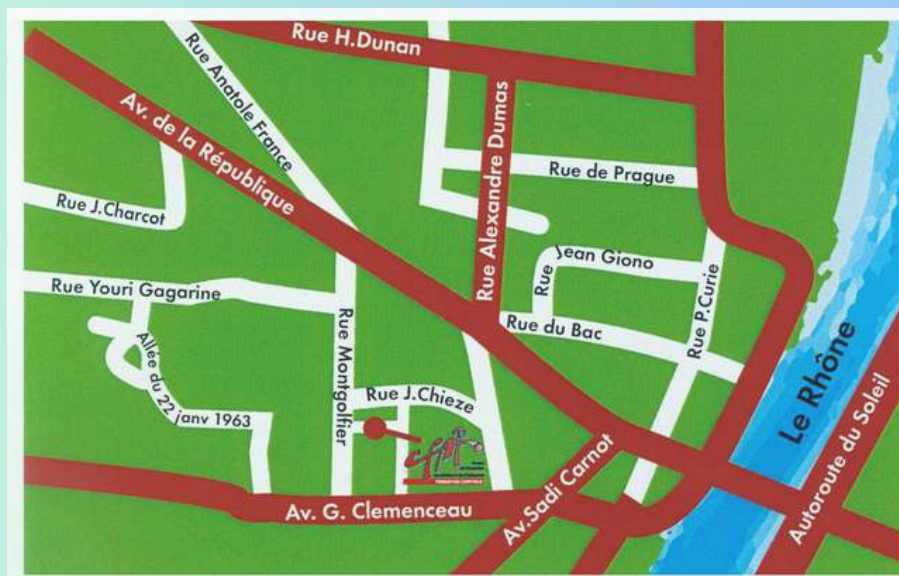 Rue H.Dunan
Rue Anatole France
Av. de la République
Rue Alexandre Dumas
Rue de Prague
Rue J.Charcot
Rue Jean Giono
Rue Youri Gagarine
Rue du Bac
Rue P.Curie
Rue Montgolfier
Allée du 22 janv 1963
Rue J.Chieze
Le Rhône
Autoroute du Soleil
Av. G. Clemenceau
Av.Sadi Carnot